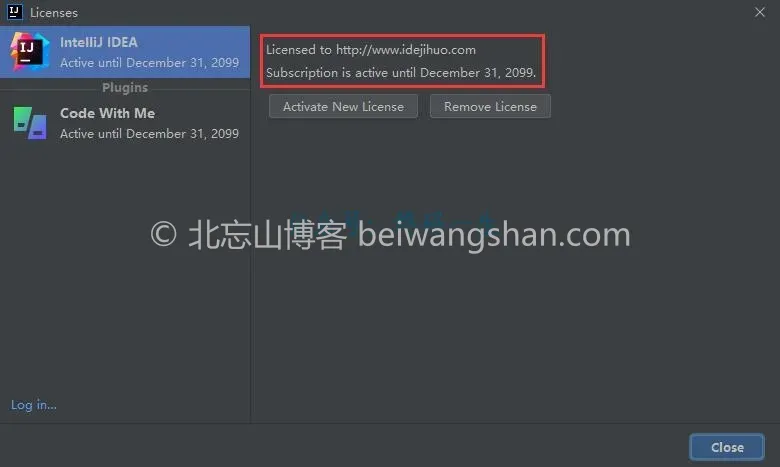 Licenses
IJ
IntelliJ IDEA
Active until December 31, 2099
Plugins
Code With Me
Active until December 31, 2099
Log in...
Licensed to http://www.idejihuo.com
Subscription is active until December 31, 2099.
Activate New License
Remove License
© 北忘山博客 beiwangshan.com
Close